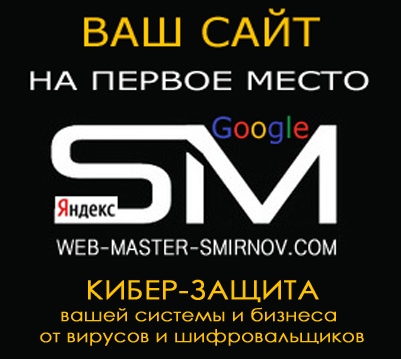 ВАШ САЙТ
НА ПЕРВОЕ МЕСТО
Google
SM
Яндекс
WEB-MASTER-SMIRNOV.COM
КИБЕР-ЗАЩИТА
вашей системы и бизнеса
от вирусов и шифровальщиков